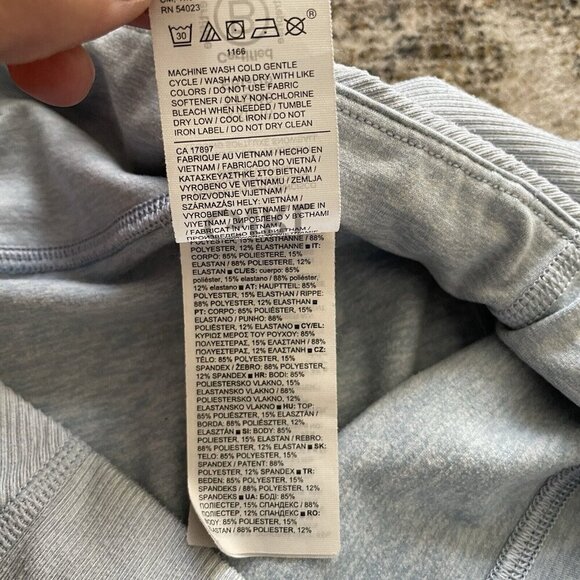 RN 54023
30
®
B
1166
Certified
MACHINE WASH COLD GENTLE
CYCLE / WASH AND DRY WITH LIKE
COLORS / DO NOT USE FABRIC
SOFTENER / ONLY NON-CHLORINE
BLEACH WHEN NEEDED / TUMBLE
DRY LOW / COOL IRON / DO NOT
IRON LABEL / DO NOT DRY CLEAN
CA 17897
FABRIQUE AU VIETNAM / HECHO EN
VIETNAM / FABRICADO NO VIETNÃ /
ΚΑΤΑΣΚΕΥΑΣΤΗΚΕ ΣΤΟ ΒΙΕΤΝΑΜ /
VYROBENO VE VIETNAMU / ZEMLJA
PROIZVODNJE VIJETNAM /
SZÁRMAZÁSI HELY: VIETNÁM /
VYROBENÉ VO VIETNAME / MADE IN
VIYETNAM / ВИРОБЛЕНО У В'ЄТНАМІ
/ FABRICAT ÎN VIETNAM /
POLYESTER, 15% ELASTHANNE / 88%
POLYESTER, 12% ELASTHANNE ■ IT:
CORPO: 85% POLIESTERE, 15%
ELASTAN / 88% POLIESTERE, 12%
ELASTAN ■ CL/ES: cuerpo: 85%
poliéster, 15% elastano / 88% poliéster,
12% elastano ■ AT: HAUPTTEIL: 85%
POLYESTER, 15% ELASTHAN / RIPPE:
88% POLYESTER, 12% ELASTHAN ■
PT: CORPO: 85% POLIÉSTER, 15%
ELASTANO / PUNHO: 88%
POLIÉSTER, 12% ELASTANO ■ CY/EL:
ΚΥΡΙΩΣ ΜΕΡΟΣ ΤΟΥ ΡΟΥΧΟΥ: 85%
ΠΟΛΥΕΣΤΕΡΑΣ, 15% ΕΛΑΣΤΙΝΗ / 88%
ΠΟΛΥΕΣΤΕΡΑΣ, 12% ΕΛΑΣΤΙΝΗ ■ CZ:
TĚLO: 85% POLYESTER, 15%
SPANDEX / ŽEBRO: 88% POLYESTER,
12% SPANDEX ■ HR: BODI: 85%
POLIESTERSKO VLAKNO, 15%
ELASTANSKO VLAKNO / 88%
POLIESTERSKO VLAKNO, 12%
ELASTANSKO VLAKNO ■ HU: TOP:
85% POLIÉSZTER, 15% ELASZTÁN /
BORDA: 88% POLIÉSZTER, 12%
ELASZTÁN ■ SI: BODY: 85%
POLYESTER, 15% ELASTAN / REBRO:
88% POLYESTER, 12% ELASTAN ■ SK:
TELO: 85% POLYESTER, 15%
SPANDEX / PATENT: 88%
POLYESTER, 12% SPANDEX ■ TR:
BEDEN: 85% POLYESTER, 15%
SPANDEKS / 88% POLYESTER, 12%
SPANDEKS ■ UA: БОДІ: 85%
ПОЛІЕСТЕР, 15% СПАНДЕКС / 88%
ПОЛІЕСТЕР, 12% СПАНДЕКС ■ RO:
BODY: 85% POLIESTER, 15%
ELASTAN / 88% POLIESTER, 12%